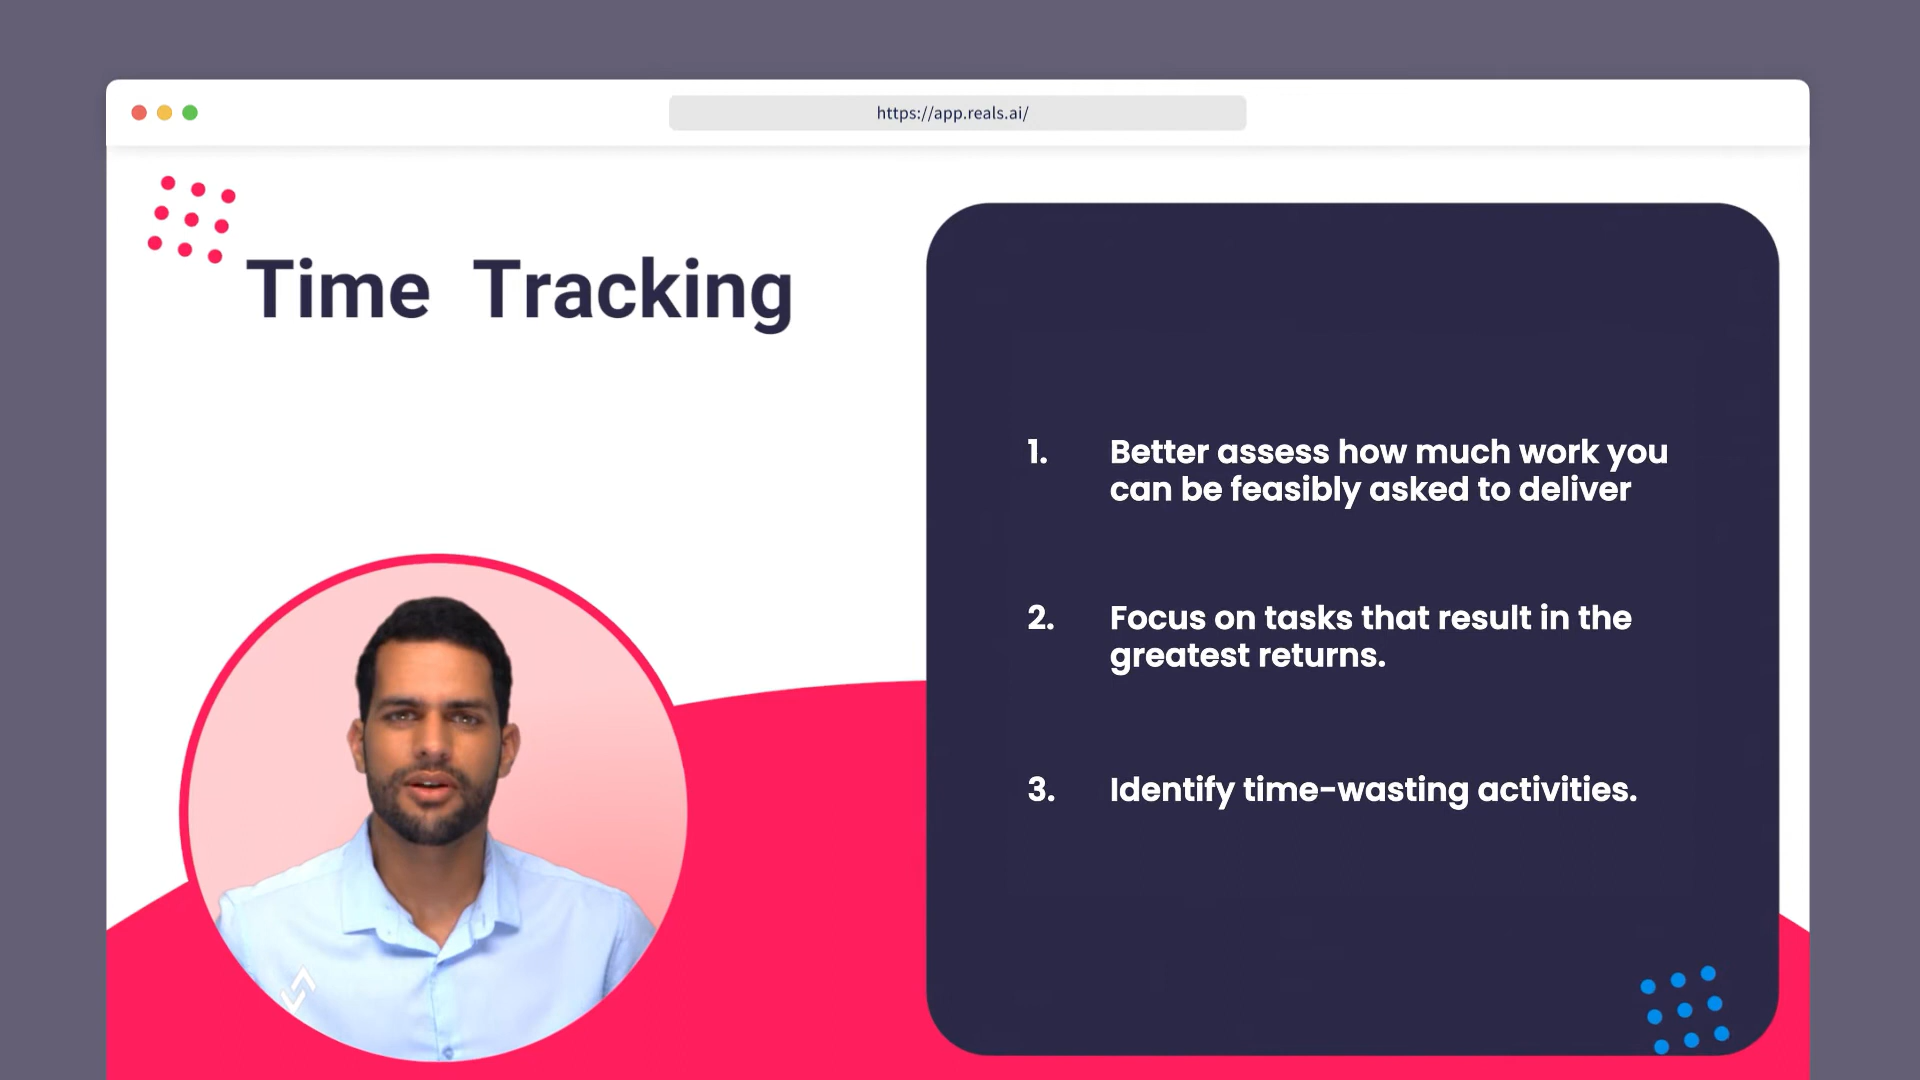 https://app.reals.ai/
Time Tracking
1. Better assess how much work you
can be feasibly asked to deliver
2. Focus on tasks that result in the
greatest returns.
3. Identify time-wasting activities.